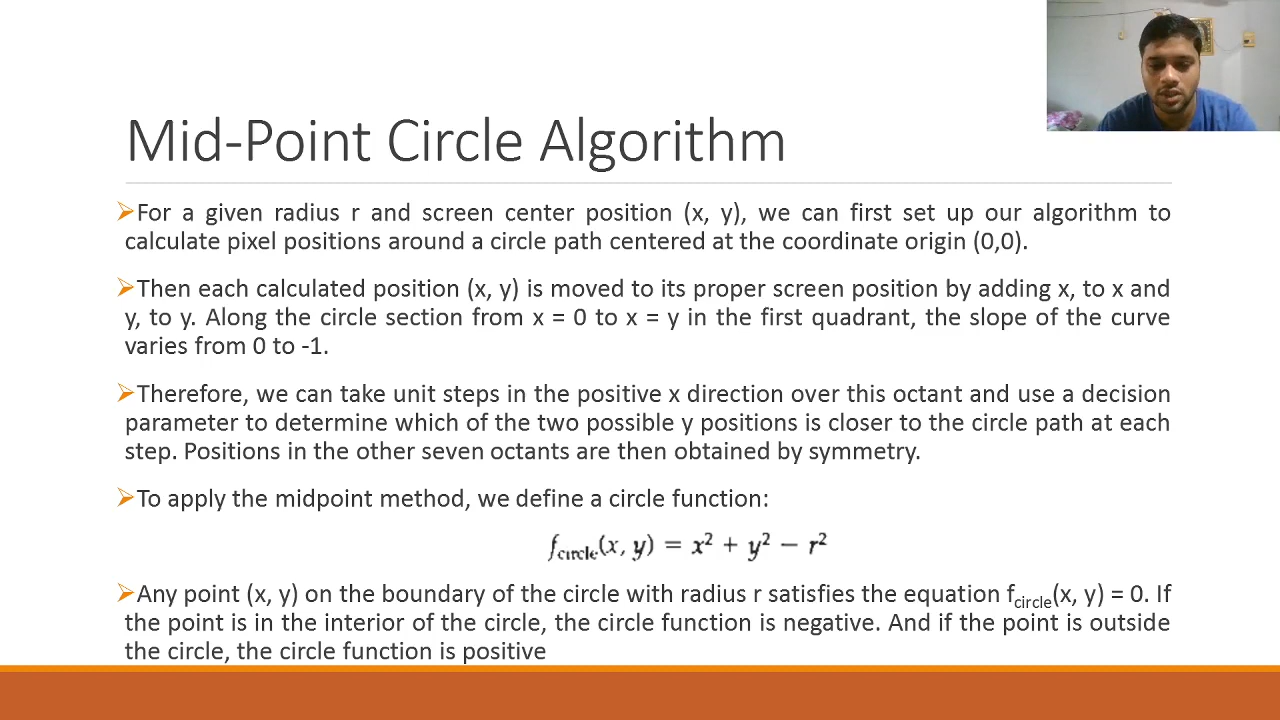 Mid-Point Circle Algorithm
➢For a given radius r and screen center position (x, y), we can first set up our algorithm to
calculate pixel positions around a circle path centered at the coordinate origin (0,0).
➢Then each calculated position (x, y) is moved to its proper screen position by adding x, to x and
y, to y. Along the circle section from x = 0 to x = y in the first quadrant, the slope of the curve
varies from 0 to -1.
➢Therefore, we can take unit steps in the positive x direction over this octant and use a decision
parameter to determine which of the two possible y positions is closer to the circle path at each
step. Positions in the other seven octants are then obtained by symmetry.
➢To apply the midpoint method, we define a circle function:
f_circle(x, y) = x² + y² − r²
➢Any point (x, y) on the boundary of the circle with radius r satisfies the equation f_circle(x, y) = 0. If
the point is in the interior of the circle, the circle function is negative. And if the point is outside
the circle, the circle function is positive